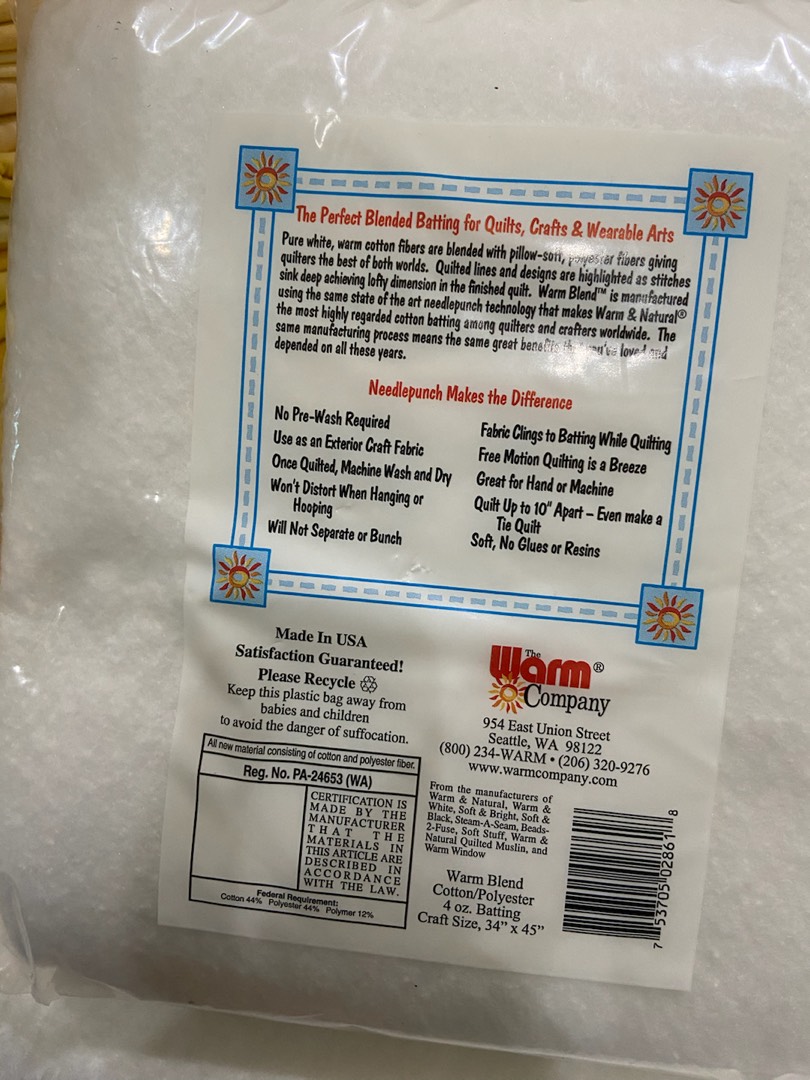 The Perfect Blended Batting for Quilts, Crafts & Wearable Arts
Pure white, warm cotton fibers are blended with pillow-soft, polyester fibers giving
quilters the best of both worlds. Quilted lines and designs are highlighted as stitches
sink deep achieving lofty dimension in the finished quilt. Warm Blend™ is manufactured
using the same state of the art needlepunch technology that makes Warm & Natural®
the most highly regarded cotton batting among quilters and crafters worldwide. The
same manufacturing process means the same great benefits that you've loved and
depended on all these years.
Needlepunch Makes the Difference
No Pre-Wash Required
Use as an Exterior Craft Fabric
Once Quilted, Machine Wash and Dry
Won't Distort When Hanging or
Hooping
Will Not Separate or Bunch
Fabric Clings to Batting While Quilting
Free Motion Quilting is a Breeze
Great for Hand or Machine
Quilt Up to 10" Apart – Even make a
Tie Quilt
Soft, No Glues or Resins
Made In USA
Satisfaction Guaranteed!
Please Recycle
Keep this plastic bag away from
babies and children
to avoid the danger of suffocation.
All new material consisting of cotton and polyester fiber.
Reg. No. PA-24653 (WA)
CERTIFICATION IS
MADE BY THE
MANUFACTURER
THAT THE
MATERIALS IN
THIS ARTICLE ARE
DESCRIBED IN
ACCORDANCE
WITH THE LAW.
Federal Requirement:
Cotton 44% Polyester 44% Polymer 12%
The
Warm®
Company
954 East Union Street
Seattle, WA 98122
(800) 234-WARM • (206) 320-9276
www.warmcompany.com
From the manufacturers of
Warm & Natural, Warm &
White, Soft & Bright, Soft &
Black, Steam-A-Seam, Beads-
2-Fuse, Soft Stuff, Warm &
Natural Quilted Muslin, and
Warm Window
Warm Blend
Cotton/Polyester
4 oz. Batting
Craft Size, 34" x 45"
7 53705 02861 8